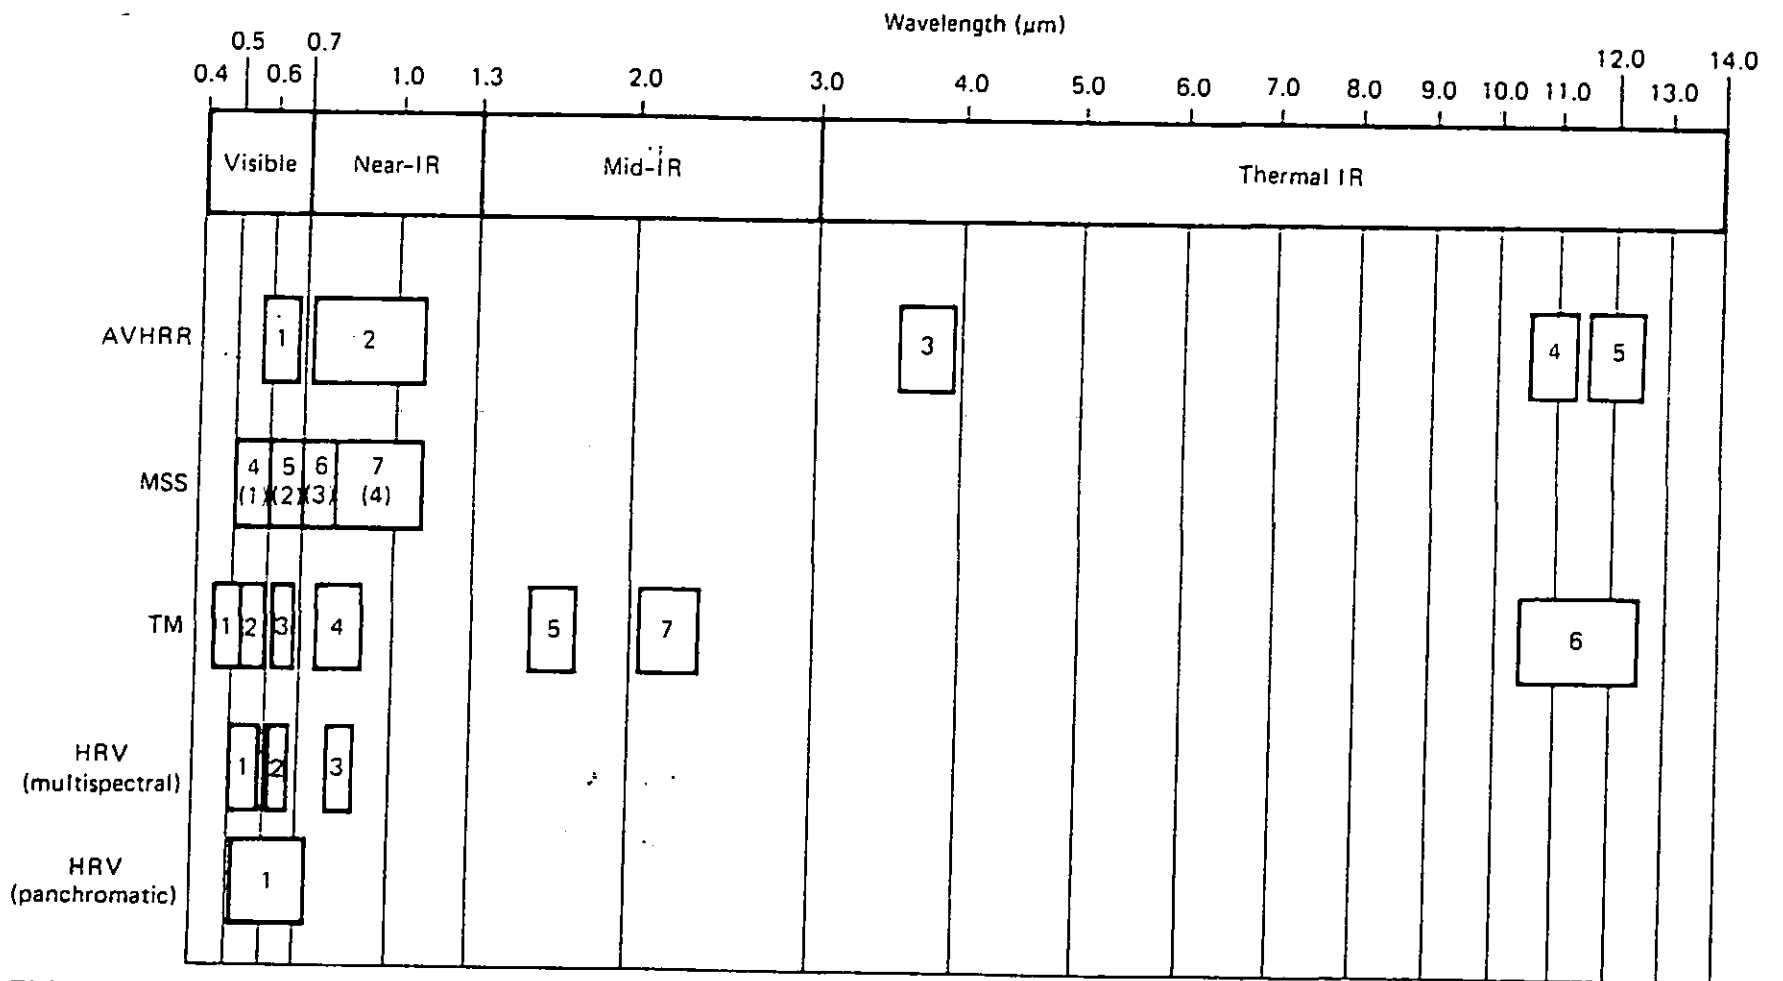 Wavelength (μm)
0.5 0.7
0.4 0.6 1.0 1.3 2.0 3.0 4.0 5.0 6.0 7.0 8.0 9.0 10.0 11.0 12.0 13.0 14.0
Visible Near-IR Mid-IR Thermal IR
AVHRR 1 2 3 4 5
MSS 4 5 6 7
(1) (2) (3) (4)
TM 1 2 3 4 5 7 6
HRV
(multispectral) 1 2 3
HRV
(panchromatic) 1